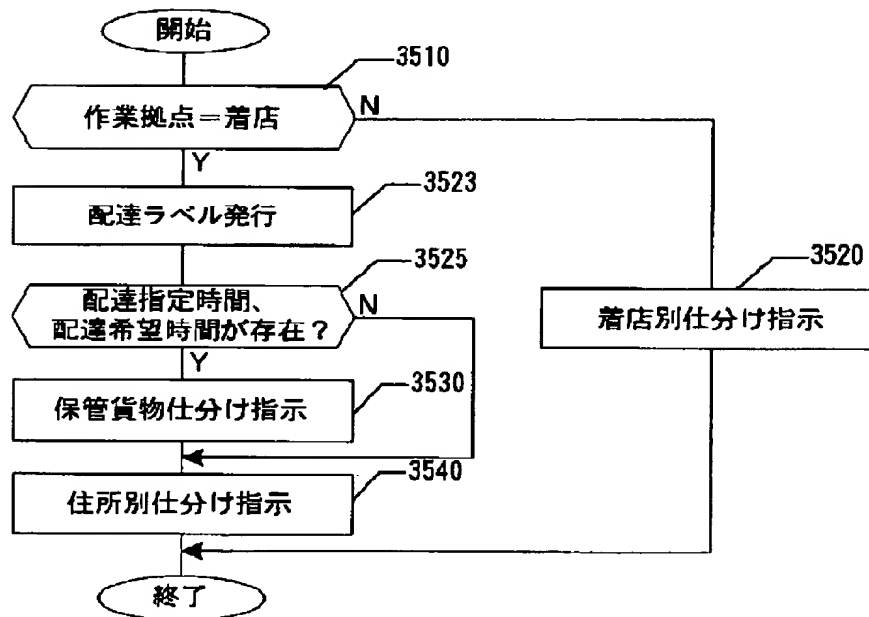 開始
3510
作業拠点＝着店
N
Y
3523
配達ラベル発行
3525
配達指定時間、
配達希望時間が存在？
N
Y
3520
着店別仕分け指示
3530
保管貨物仕分け指示
3540
住所別仕分け指示
終了